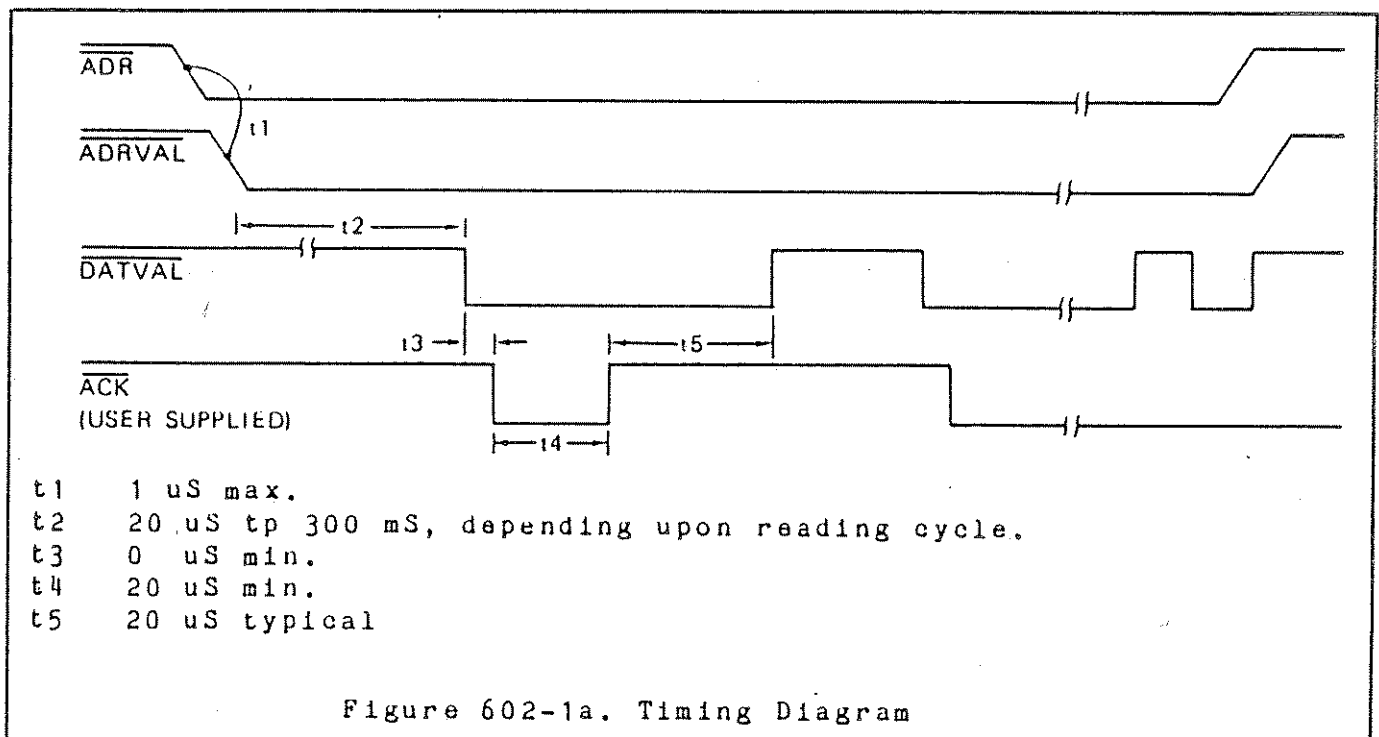 ADR
t1
ADRVAL
t2
DATVAL
t3
t5
ACK
(USER SUPPLIED)
t4
t1 1 uS max.
t2 20 uS tp 300 mS, depending upon reading cycle.
t3 0 uS min.
t4 20 uS min.
t5 20 uS typical
Figure 602-1a. Timing Diagram